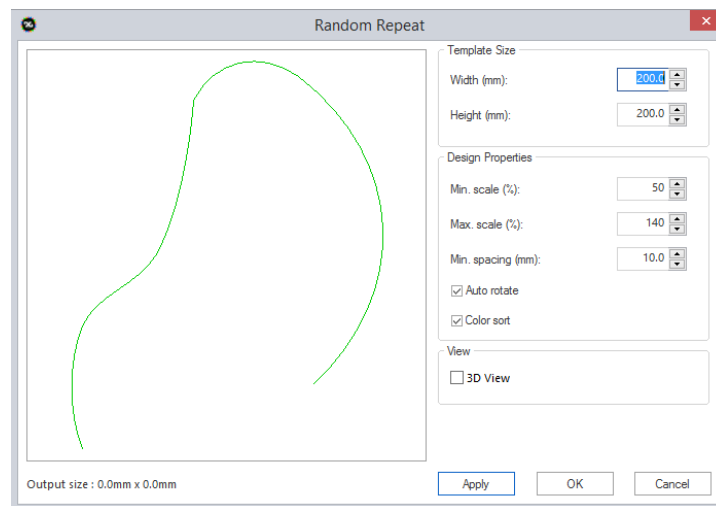 Random Repeat
Template Size
Width (mm):
200.0
Height (mm):
200.0
Design Properties
Min. scale (%):
50
Max. scale (%):
140
Min. spacing (mm):
10.0
Auto rotate
Color sort
View
3D View
Output size : 0.0mm x 0.0mm
Apply
OK
Cancel